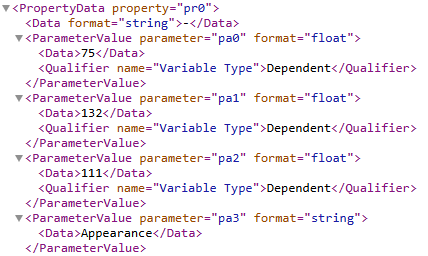 <PropertyData property="pr0">
<Data format="string">-</Data>
<ParameterValue parameter="pa0" format="float">
<Data>75</Data>
<Qualifier name="Variable Type">Dependent</Qualifier>
</ParameterValue>
<ParameterValue parameter="pa1" format="float">
<Data>132</Data>
<Qualifier name="Variable Type">Dependent</Qualifier>
</ParameterValue>
<ParameterValue parameter="pa2" format="float">
<Data>111</Data>
<Qualifier name="Variable Type">Dependent</Qualifier>
</ParameterValue>
<ParameterValue parameter="pa3" format="string">
<Data>Appearance</Data>
</ParameterValue>